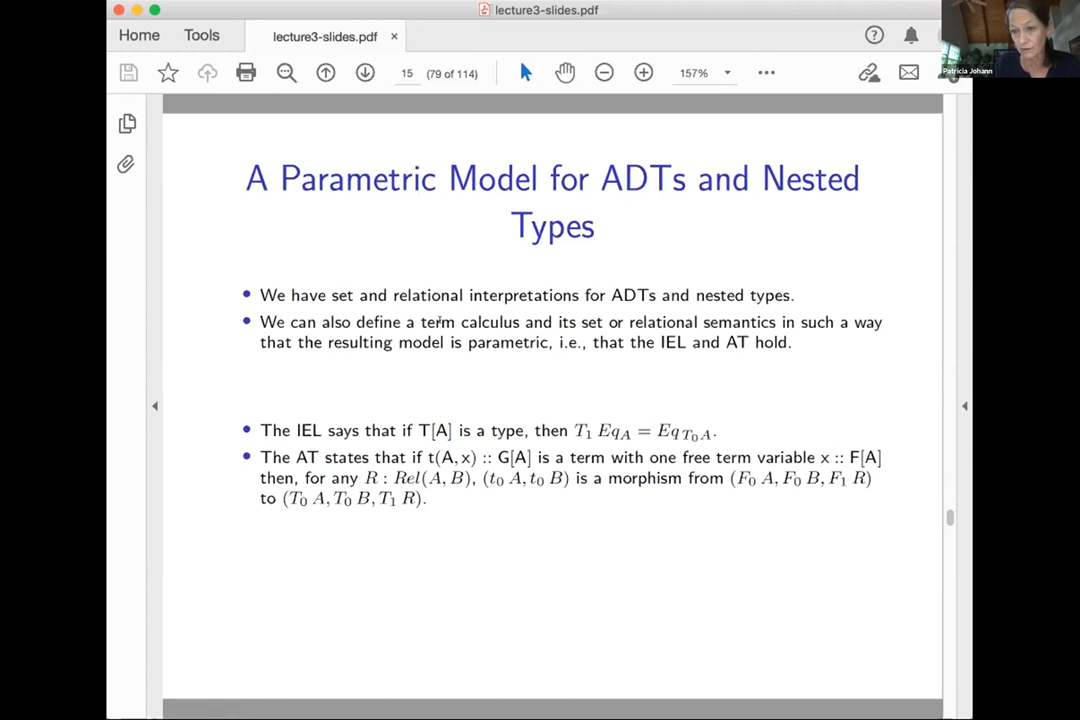 lecture3-slides.pdf
Home Tools lecture3-slides.pdf ×
15 (79 of 114) 157%
Patricia Johann
A Parametric Model for ADTs and Nested
Types
• We have set and relational interpretations for ADTs and nested types.
• We can also define a term calculus and its set or relational semantics in such a way
that the resulting model is parametric, i.e., that the IEL and AT hold.
• The IEL says that if T[A] is a type, then T₁ Eq_A = Eq_{T₀ A}.
• The AT states that if t(A, x) :: G[A] is a term with one free term variable x :: F[A]
then, for any R : Rel(A, B), (t₀ A, t₀ B) is a morphism from (F₀ A, F₀ B, F₁ R)
to (T₀ A, T₀ B, T₁ R).